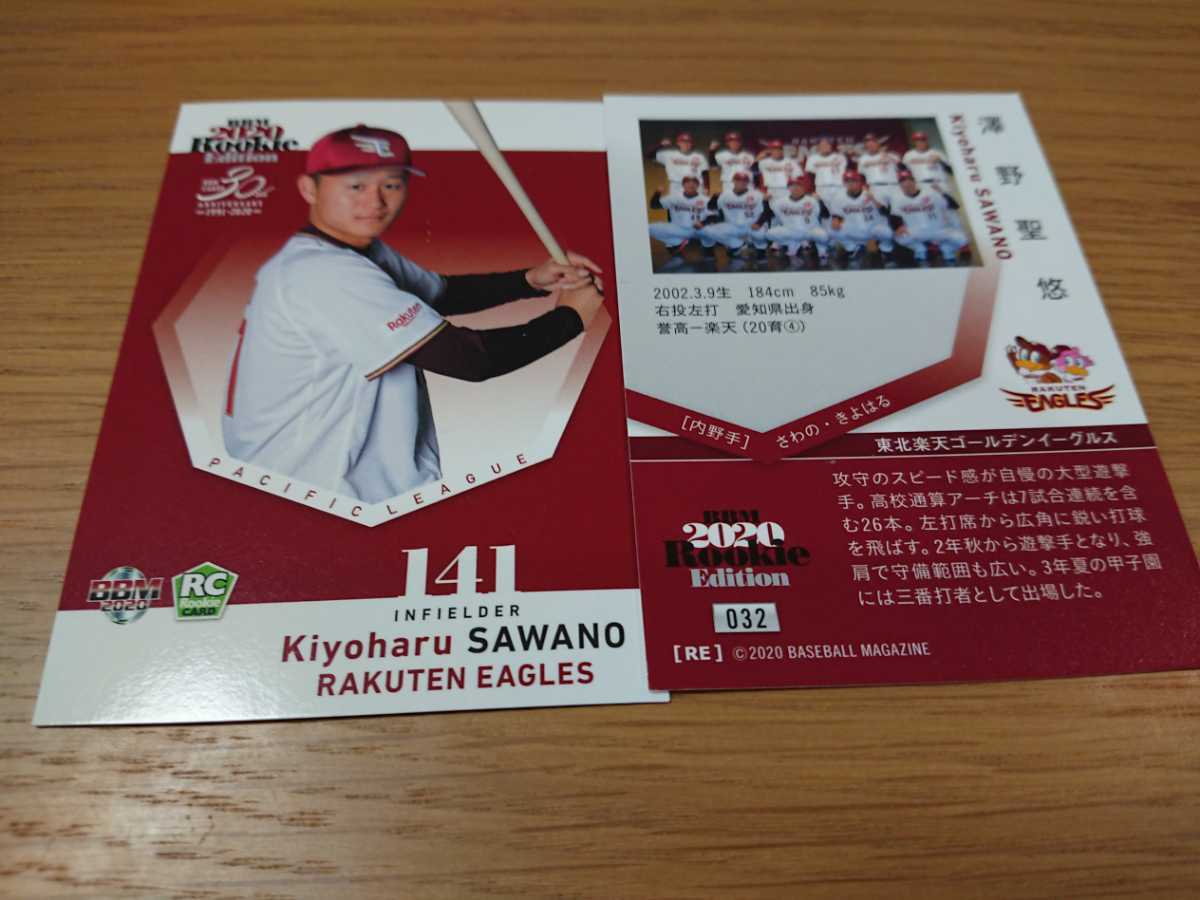 BBM
2020
Rookie
Edition
30th
ANNIVERSARY
1991-2020
Rakuten
PACIFIC LEAGUE
BBM
2020
RC
Rookie
CARD
141
INFIELDER
Kiyoharu SAWANO
RAKUTEN EAGLES
澤野聖悠
Kiyoharu SAWANO
2002.3.9生 184cm 85kg
右投左打 愛知県出身
誉高ー楽天(20育④)
[内野手] さわの・きよはる
RAKUTEN
EAGLES
東北楽天ゴールデンイーグルス
攻守のスピード感が自慢の大型遊撃
手。高校通算アーチは7試合連続を含
む26本。左打席から広角に鋭い打球
を飛ばす。2年秋から遊撃手となり、強
肩で守備範囲も広い。3年夏の甲子園
には三番打者として出場した。
BBM
2020
Rookie
Edition
032
[RE] ©2020 BASEBALL MAGAZINE